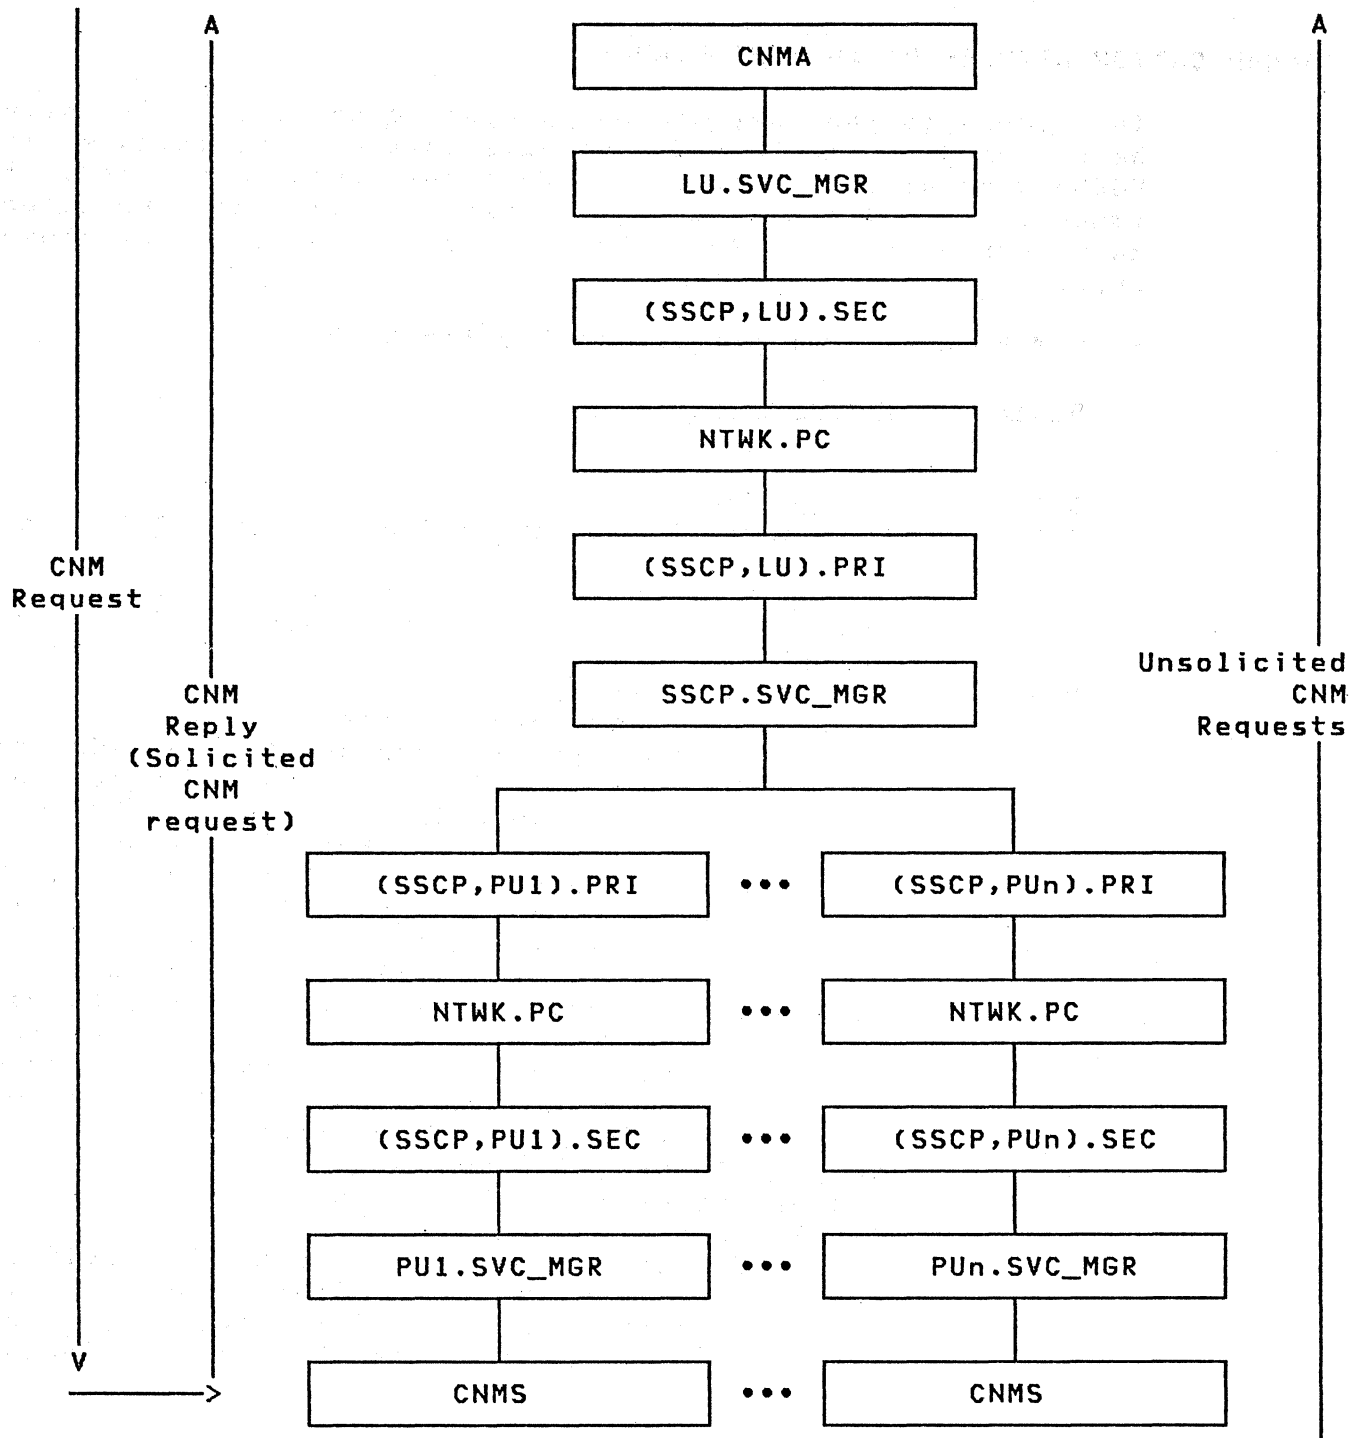 A
A
CNMA
LU.SVC_MGR
(SSCP,LU).SEC
NTWK.PC
(SSCP,LU).PRI
CNM
Request
SSCP.SVC_MGR
CNM
Reply
(Solicited
CNM
request)
Unsolicited
CNM
Requests
(SSCP,PU1).PRI ••• (SSCP,PUn).PRI
NTWK.PC ••• NTWK.PC
(SSCP,PU1).SEC ••• (SSCP,PUn).SEC
PU1.SVC_MGR ••• PUn.SVC_MGR
V
CNMS ••• CNMS